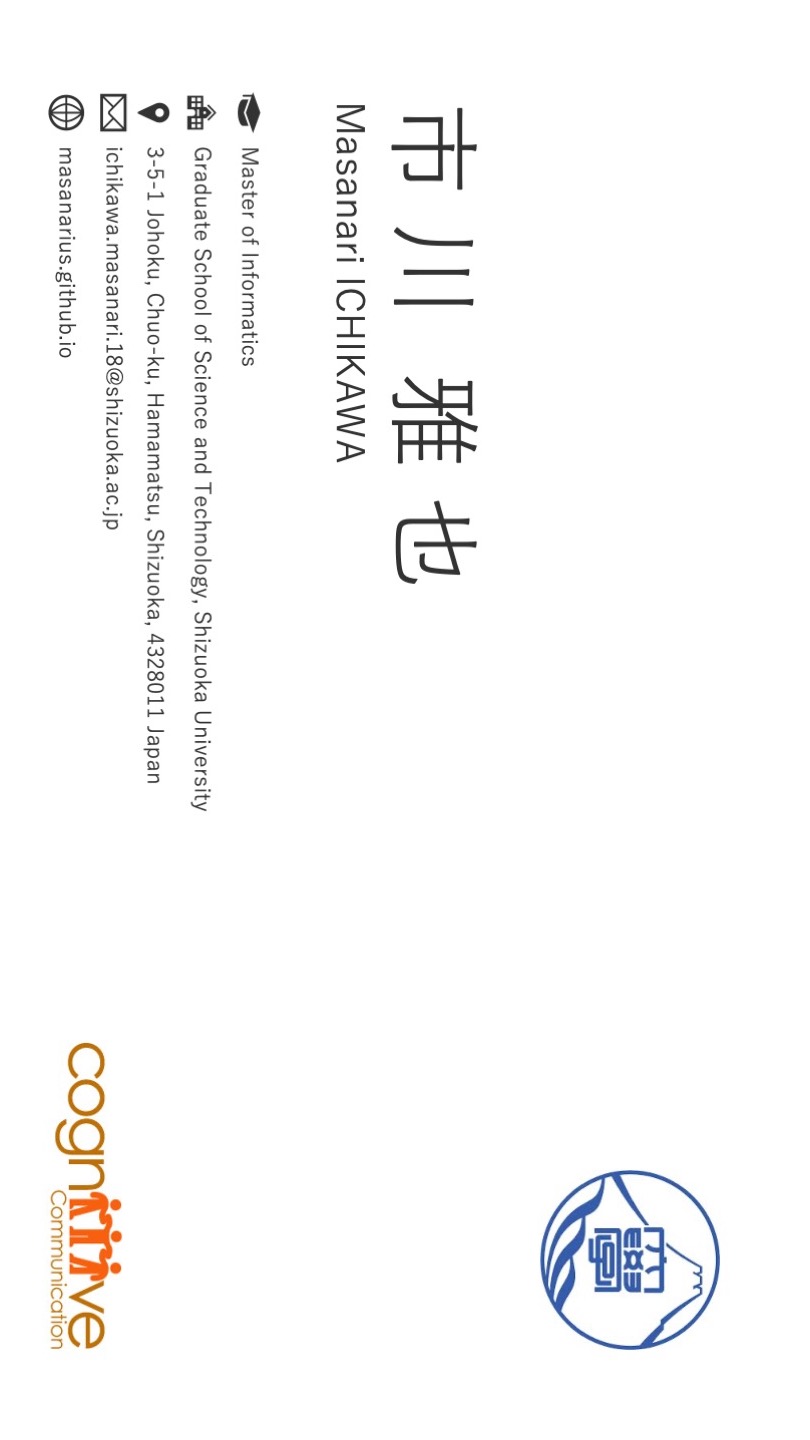 市川 雅也
Masanari ICHIKAWA
Master of Informatics
Graduate School of Science and Technology, Shizuoka University
3-5-1 Johoku, Chuo-ku, Hamamatsu, Shizuoka, 4328011 Japan
ichikawa.masanari.18@shizuoka.ac.jp
masanarius.github.io
cognitive
Communication
大學